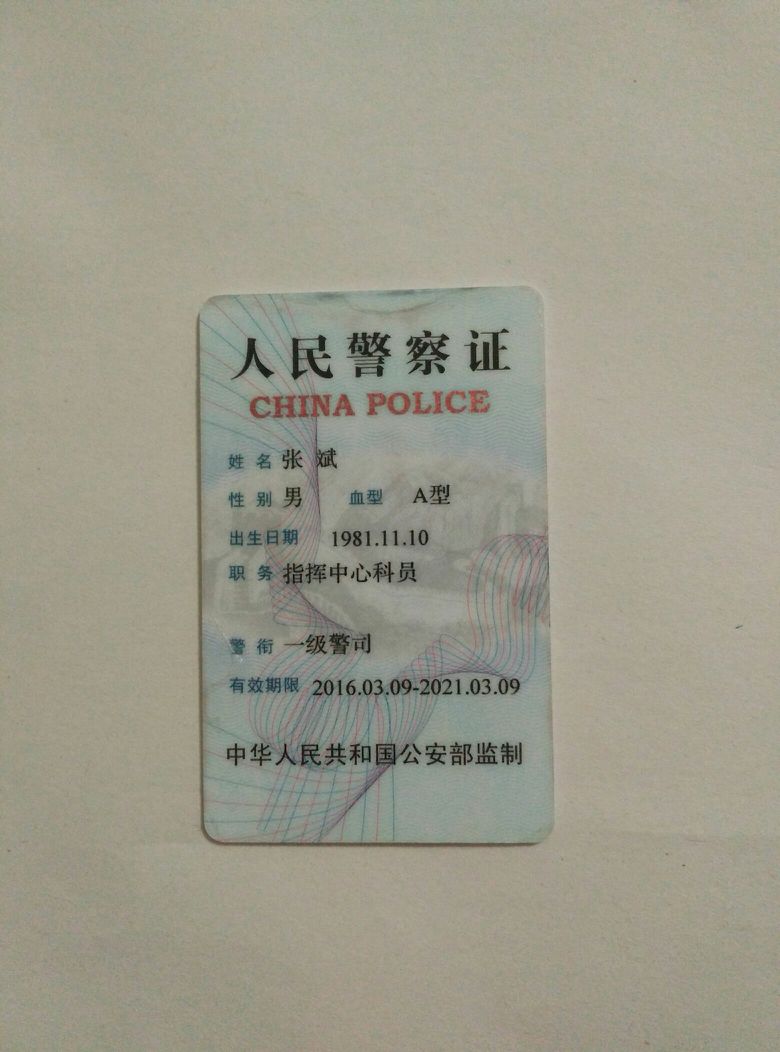 人民警察证
CHINA POLICE
姓名 张斌
性别 男 血型 A型
出生日期 1981.11.10
职务 指挥中心科员
警衔 一级警司
有效期限 2016.03.09-2021.03.09
中华人民共和国公安部监制